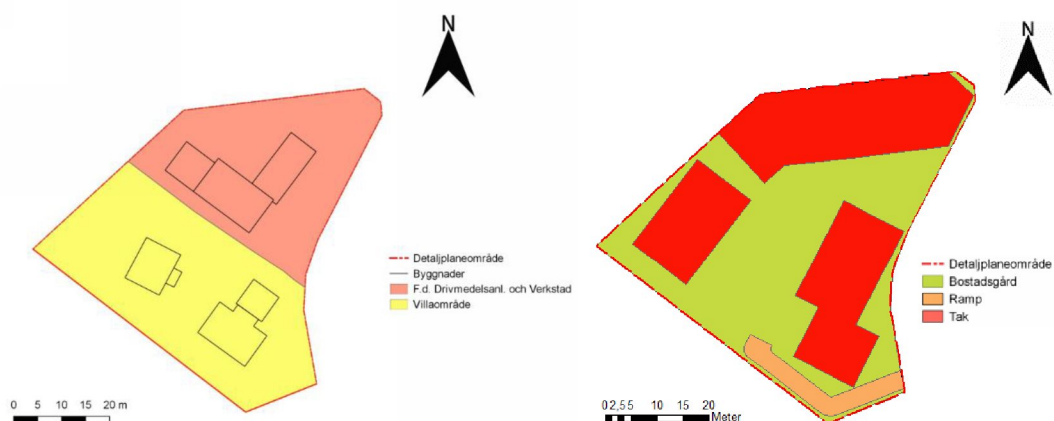 N
Detaljplaneområde
Byggnader
F.d. Drivmedelsanl. och Verkstad
Villaområde
0 5 10 15 20 m
N
Detaljplaneområde
Bostadsgård
Ramp
Tak
0 2,5 5 10 15 20
Meter